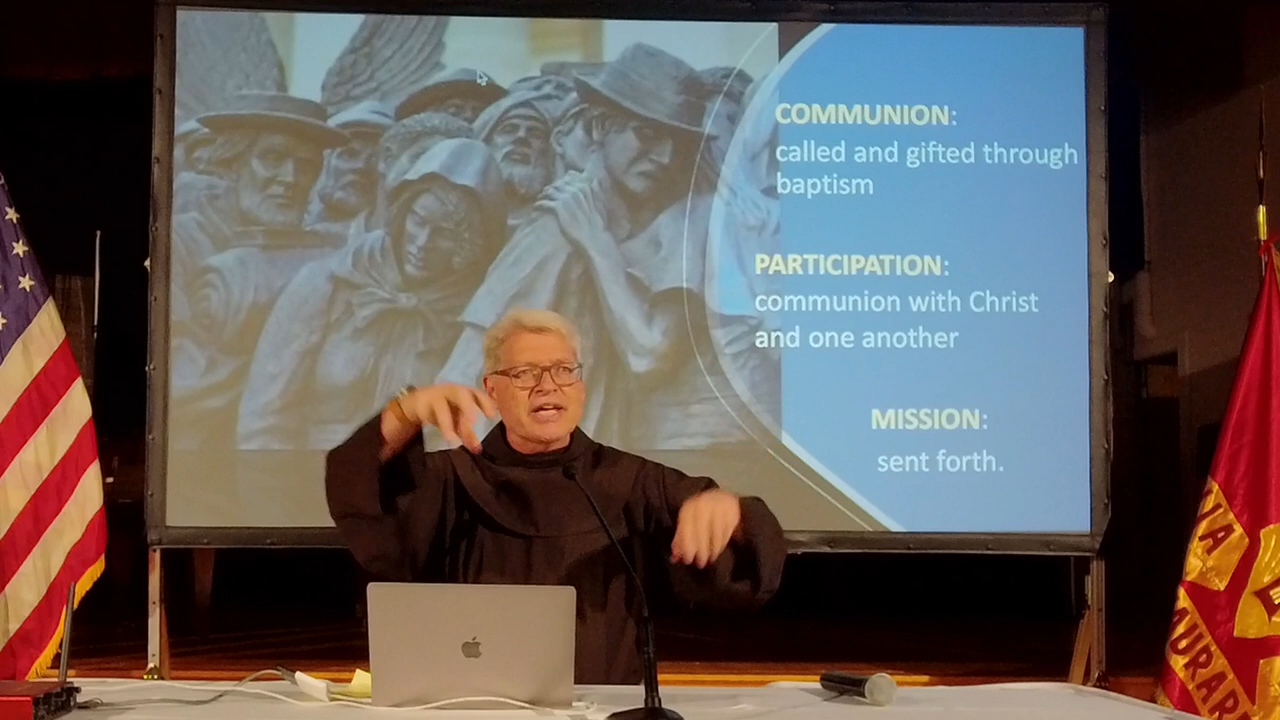 COMMUNION:
called and gifted through
baptism
PARTICIPATION:
communion with Christ
and one another
MISSION:
sent forth.